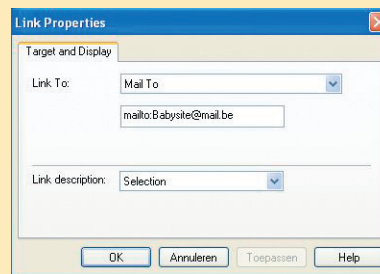 Link Properties
Target and Display
Link To: Mail To
mailto:Babysite@mail.be
Link description: Selection
OK Annuleren Toepassen Help